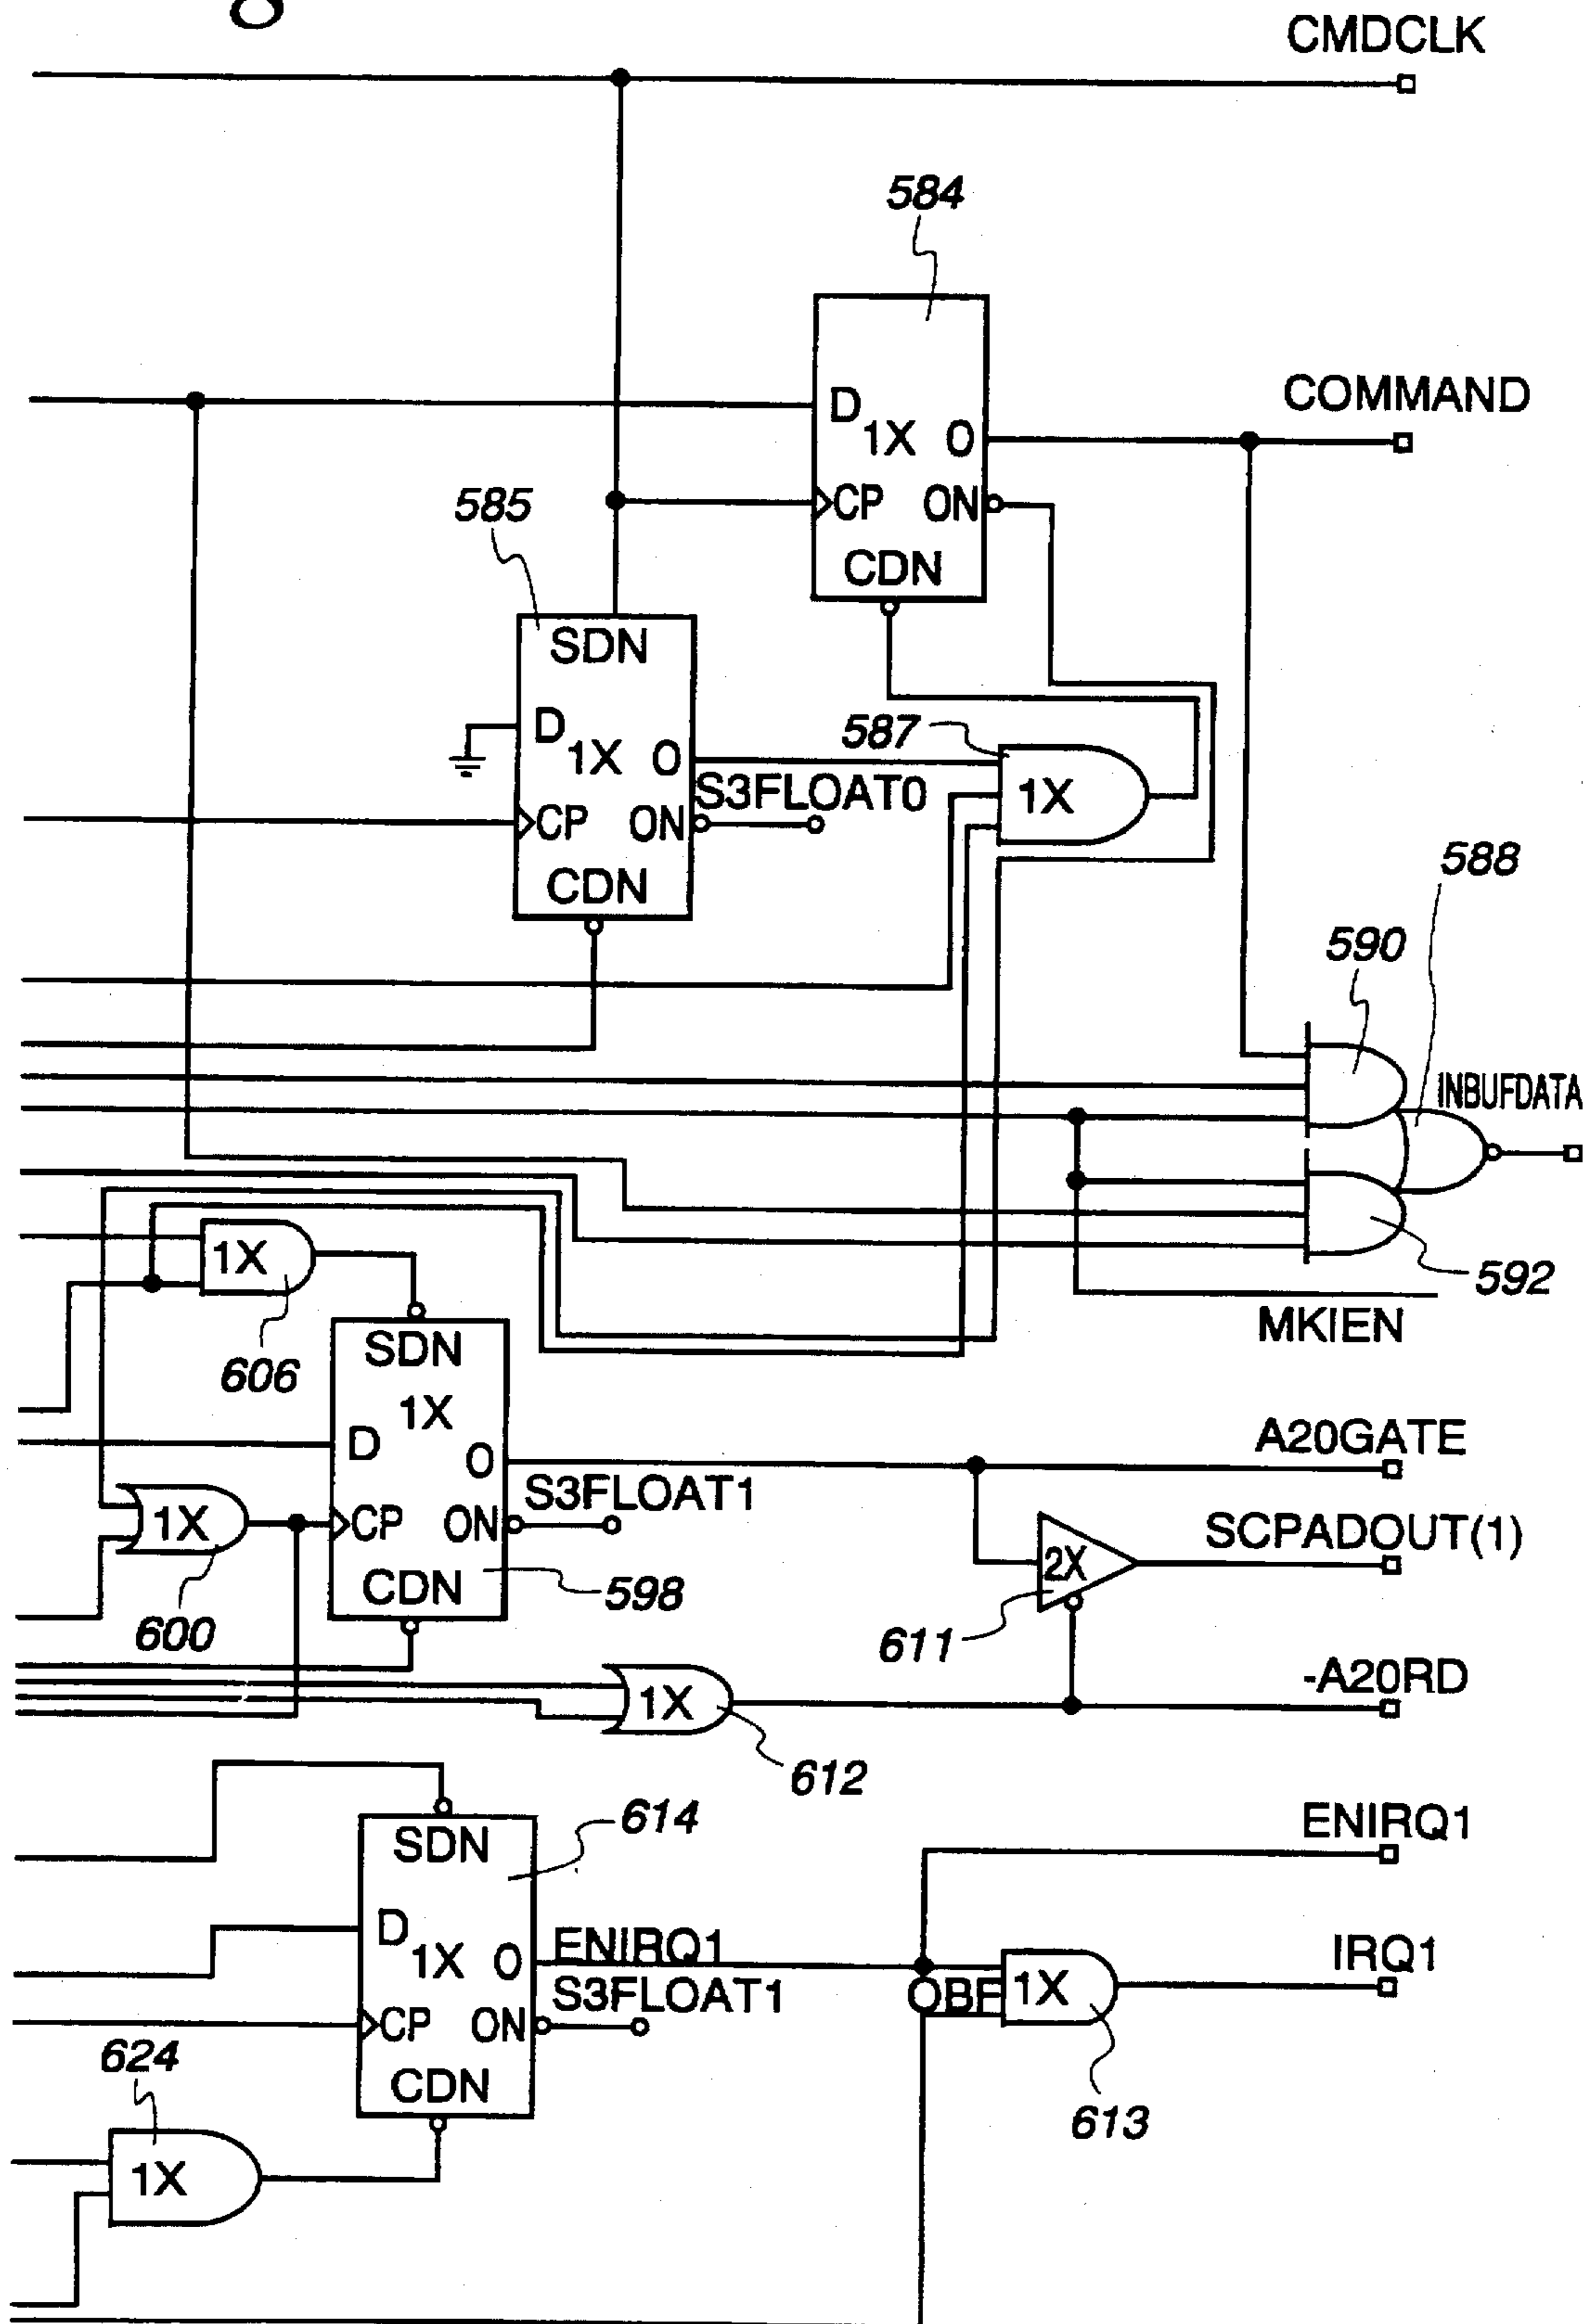 CMDCLK
584
COMMAND
D 1X O
CP ON
CDN
585
SDN
D 1X O
CP ON
CDN
S3FLOAT0
587
1X
588
590
INBUFDATA
592
MKIEN
1X
606
SDN
1X
D
O
CP ON
CDN
S3FLOAT1
598
1X
600
A20GATE
2X
611
SCPADOUT(1)
-A20RD
1X
612
614
SDN
D 1X O
CP ON
CDN
ENIRQ1
S3FLOAT1
ENIRQ1
OBF
1X
IRQ1
613
624
1X